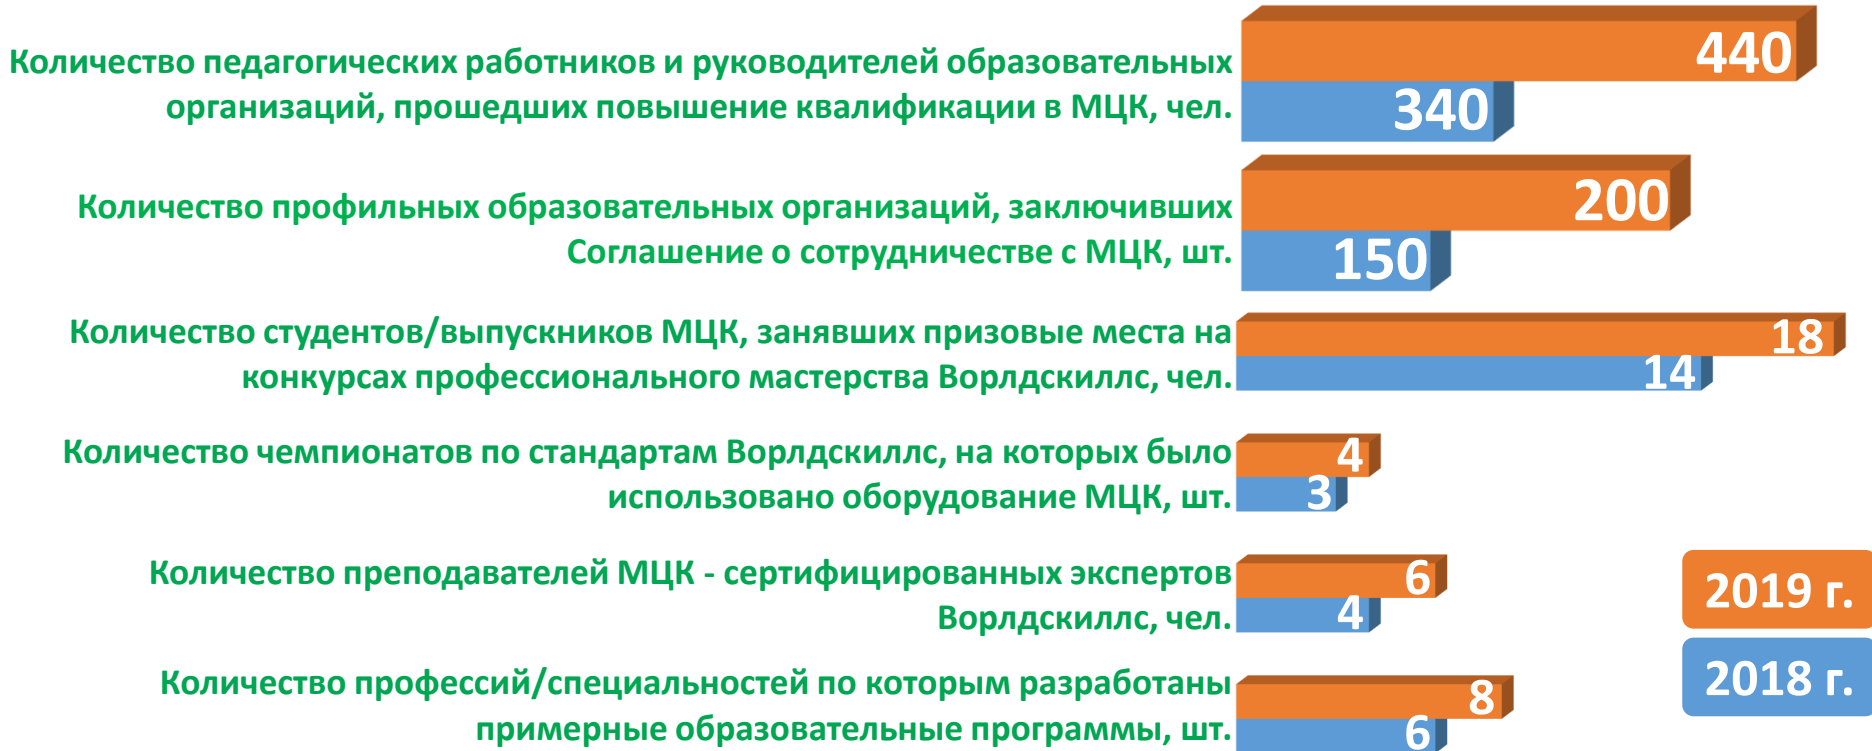 Количество педагогических работников и руководителей образовательных
организаций, прошедших повышение квалификации в МЦК, чел.
440
340
Количество профильных образовательных организаций, заключивших
Соглашение о сотрудничестве с МЦК, шт.
200
150
Количество студентов/выпускников МЦК, занявших призовые места на
конкурсах профессионального мастерства Ворлдскиллс, чел.
18
14
Количество чемпионатов по стандартам Ворлдскиллс, на которых было
использовано оборудование МЦК, шт.
4
3
Количество преподавателей МЦК - сертифицированных экспертов
Ворлдскиллс, чел.
6
4
Количество профессий/специальностей по которым разработаны
примерные образовательные программы, шт.
8
6
2019 г.
2018 г.